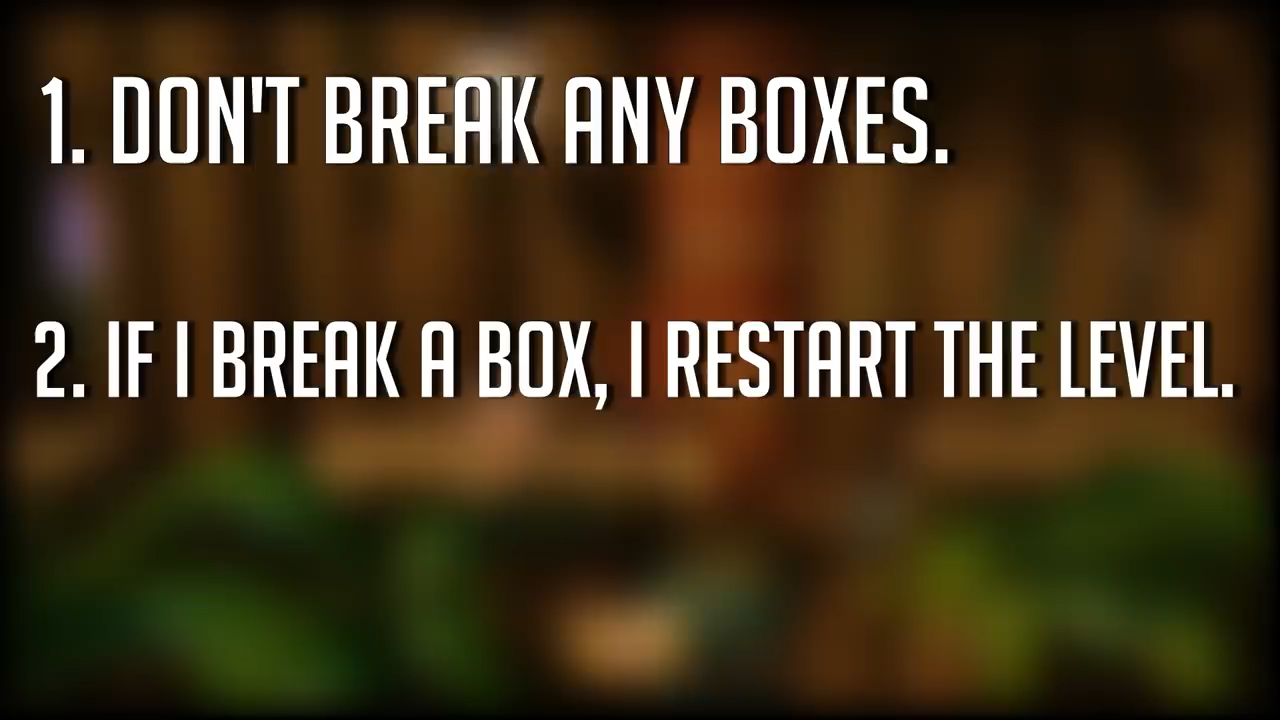 1. DON'T BREAK ANY BOXES.
2. IF I BREAK A BOX, I RESTART THE LEVEL.